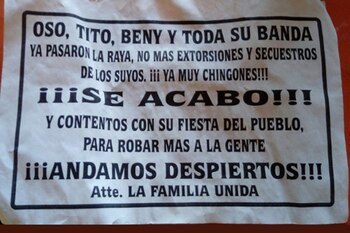 OSO, TITO, BENY Y TODA SU BANDA
YA PASARON LA RAYA, NO MAS EXTORSIONES Y SECUESTROS
DE LOS SUYOS. ¡¡¡ YA MUY CHINGONES!!!
¡¡¡SE ACABO!!!
Y CONTENTOS CON SU FIESTA DEL PUEBLO,
PARA ROBAR MAS A LA GENTE
¡¡¡ANDAMOS DESPIERTOS!!!
Atte. LA FAMILIA UNIDA